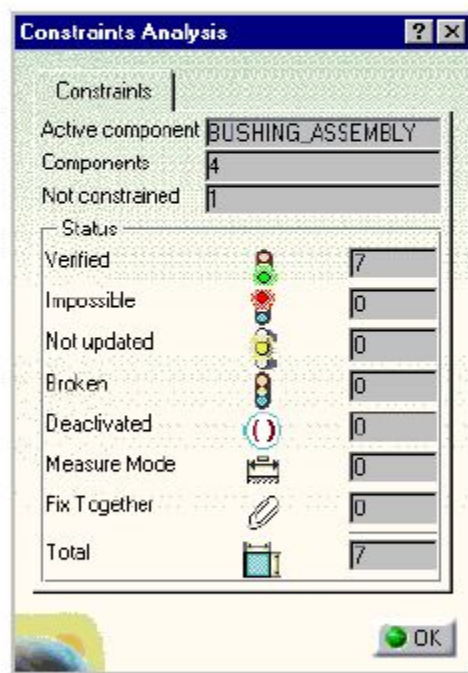 Constraints Analysis
Constraints
Active component BUSHING_ASSEMBLY
Components 4
Not constrained 1
Status
Verified 7
Impossible 0
Not updated 0
Broken 0
Deactivated 0
Measure Mode 0
Fix Together 0
Total 7
OK